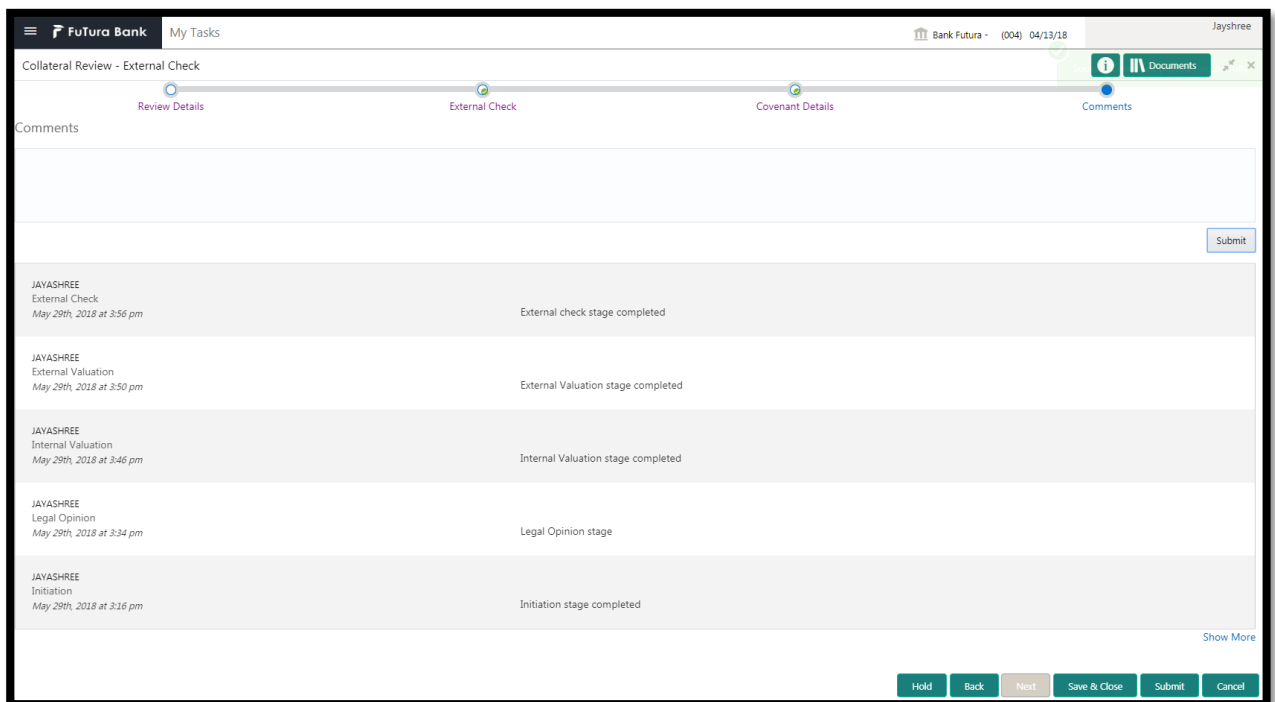 FuTura Bank My Tasks Bank Futura - (004) 04/13/18 Jayshree
Collateral Review - External Check i Documents
Review Details External Check Covenant Details Comments
Comments
Submit
JAYASHREE
External Check
May 29th, 2018 at 3:56 pm External check stage completed
JAYASHREE
External Valuation
May 29th, 2018 at 3:50 pm External Valuation stage completed
JAYASHREE
Internal Valuation
May 29th, 2018 at 3:46 pm Internal Valuation stage completed
JAYASHREE
Legal Opinion
May 29th, 2018 at 3:34 pm Legal Opinion stage
JAYASHREE
Initiation
May 29th, 2018 at 3:16 pm Initiation stage completed
Show More
Hold Back Next Save & Close Submit Cancel